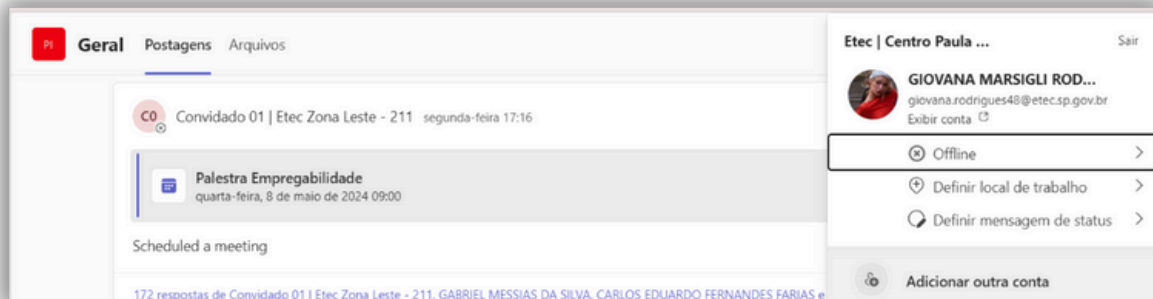 PI Geral Postagens Arquivos
C0 Convidado 01 | Etec Zona Leste - 211 segunda-feira 17:16
Palestra Empregabilidade
quarta-feira, 8 de maio de 2024 09:00
Scheduled a meeting
172 respostas de Convidado 01 | Etec Zona Leste - 211, GABRIEL MESSIAS DA SILVA, CARLOS EDUARDO FERNANDES FARIAS e
Etec | Centro Paula ... Sair
GIOVANA MARSIGLI ROD...
giovana.rodrigues48@etec.sp.gov.br
Exibir conta
Offline
Definir local de trabalho
Definir mensagem de status
Adicionar outra conta